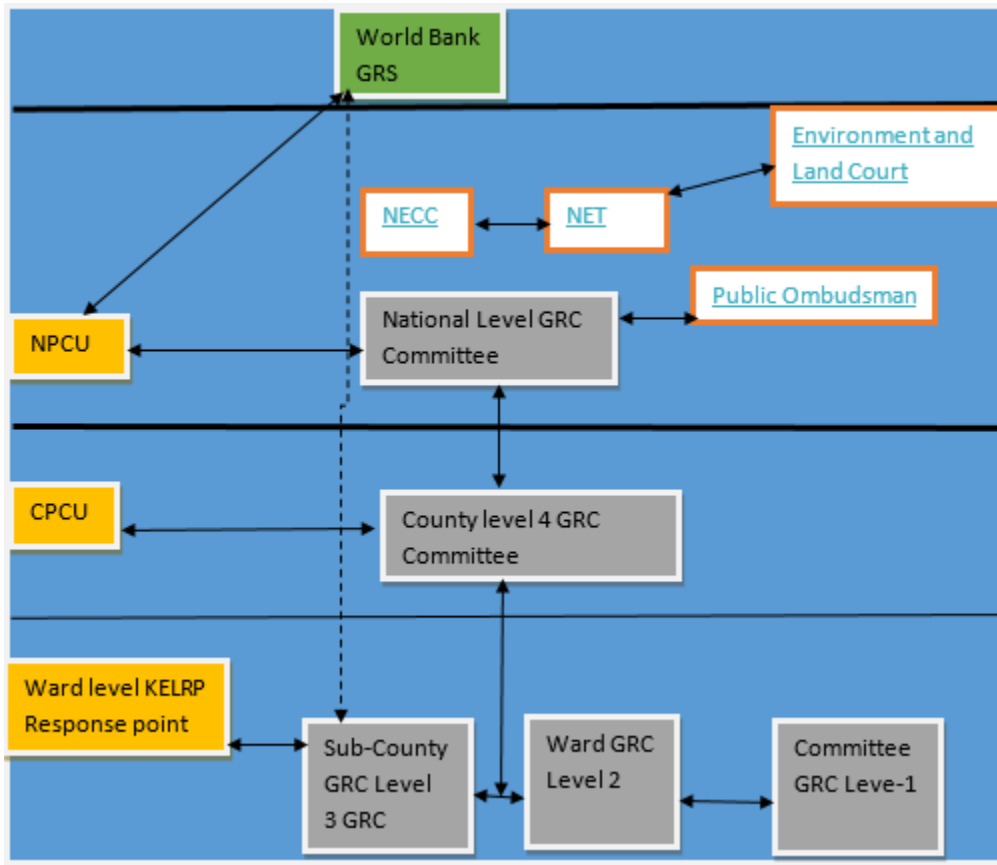 World Bank
GRS
Environment and
Land Court
NECC
NET
Public Ombudsman
National Level GRC
Committee
NPCU
CPCU
County level 4 GRC
Committee
Ward level KELRP
Response point
Sub-County
GRC Level
3 GRC
Ward GRC
Level 2
Committee
GRC Leve-1